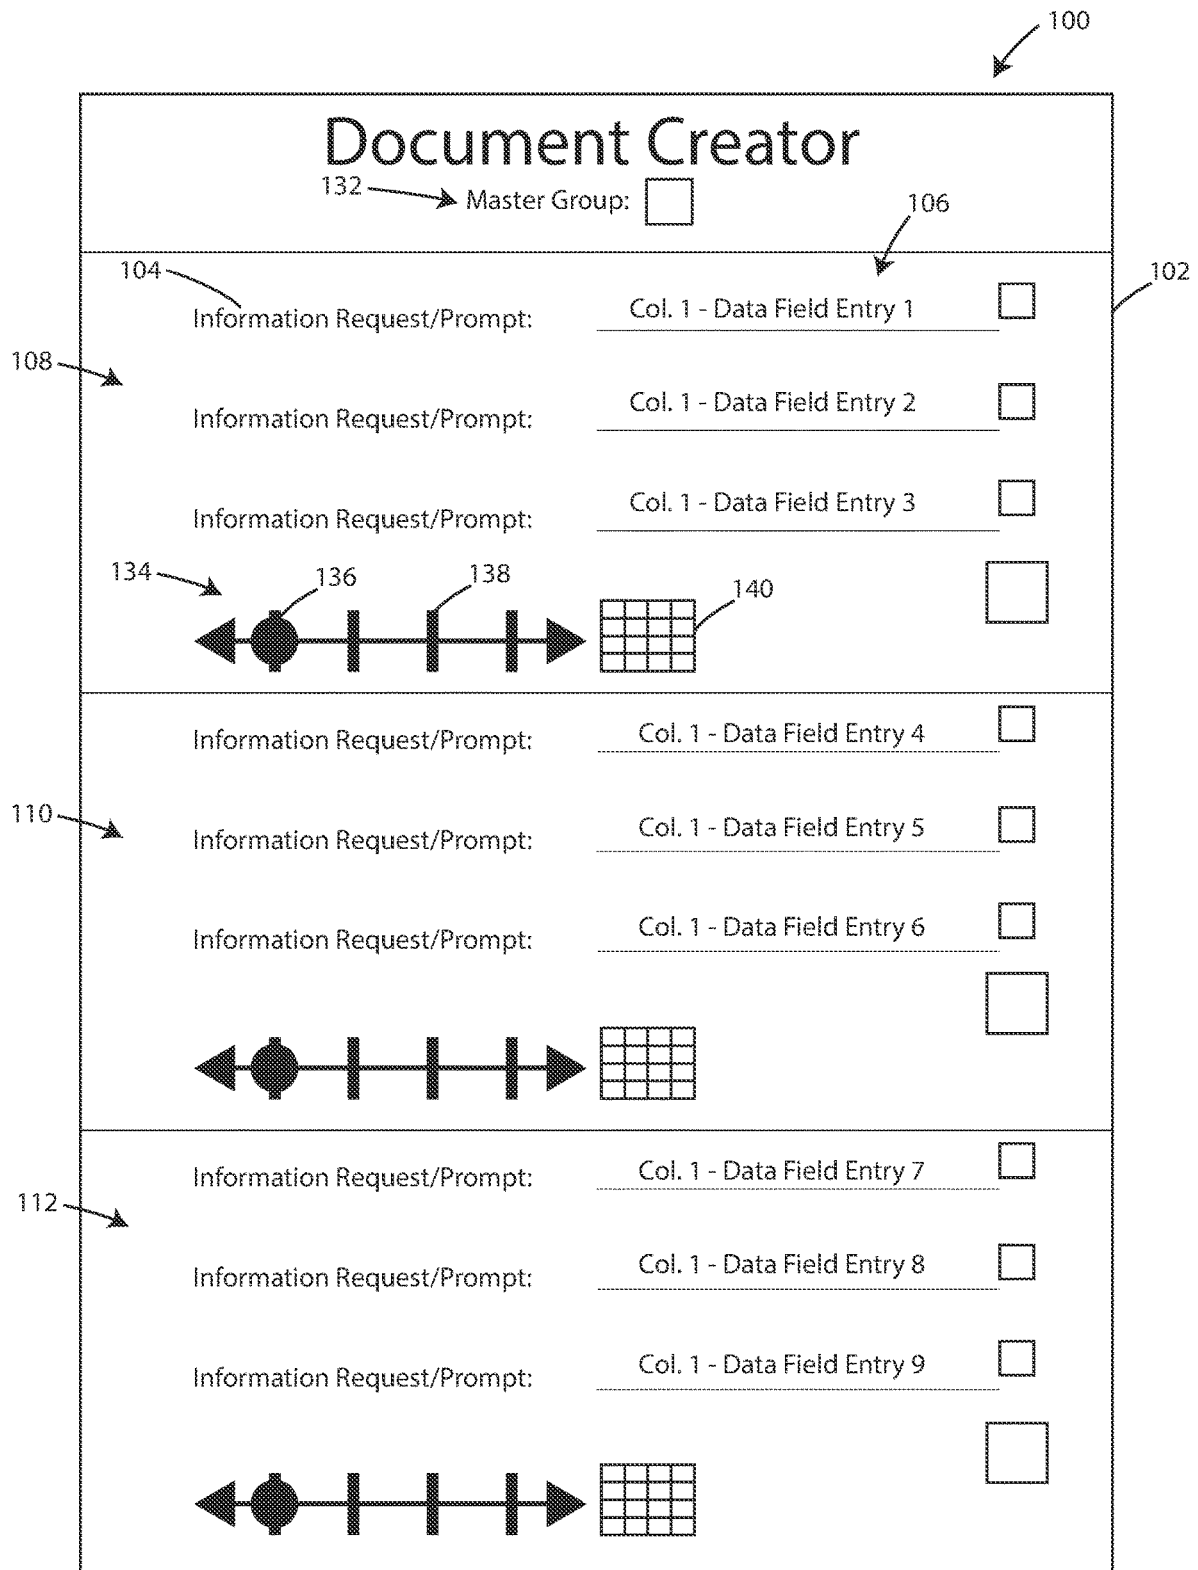 100
Document Creator
132
Master Group:
106
104
102
Information Request/Prompt: Col. 1 - Data Field Entry 1
108
Information Request/Prompt: Col. 1 - Data Field Entry 2
Information Request/Prompt: Col. 1 - Data Field Entry 3
134 136 138 140
Information Request/Prompt: Col. 1 - Data Field Entry 4
110
Information Request/Prompt: Col. 1 - Data Field Entry 5
Information Request/Prompt: Col. 1 - Data Field Entry 6
Information Request/Prompt: Col. 1 - Data Field Entry 7
112
Information Request/Prompt: Col. 1 - Data Field Entry 8
Information Request/Prompt: Col. 1 - Data Field Entry 9